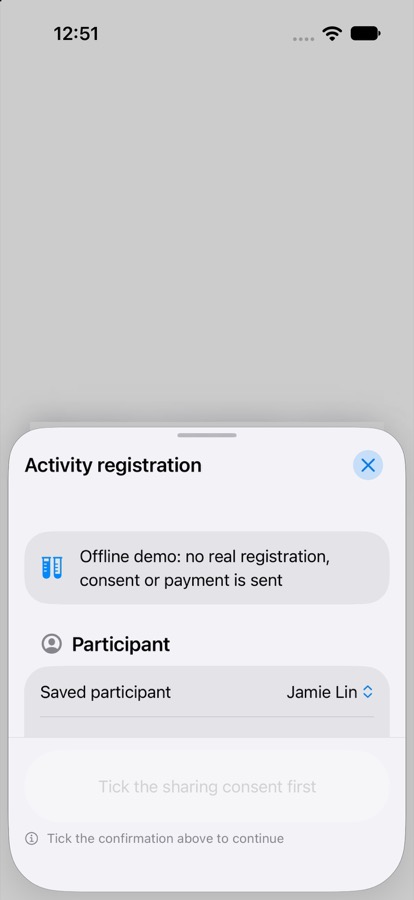 12:51
Activity registration
Offline demo: no real registration,
consent or payment is sent
Participant
Saved participant Jamie Lin
Tick the sharing consent first
Tick the confirmation above to continue